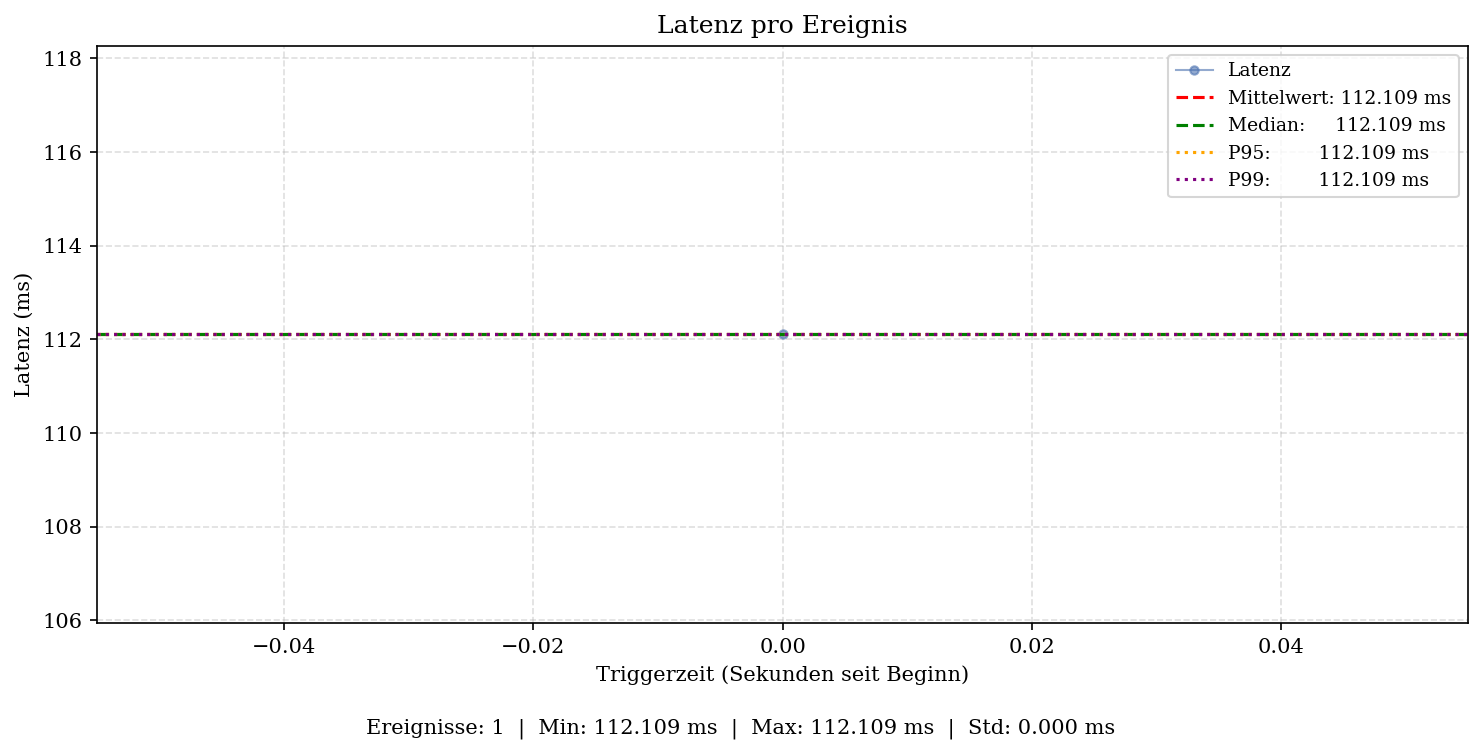 Latenz pro Ereignis
Latenz (ms)
118
116
114
112
110
108
106
Latenz
Mittelwert: 112.109 ms
Median: 112.109 ms
P95: 112.109 ms
P99: 112.109 ms
−0.04
−0.02
0.00
0.02
0.04
Triggerzeit (Sekunden seit Beginn)
Ereignisse: 1 | Min: 112.109 ms | Max: 112.109 ms | Std: 0.000 ms